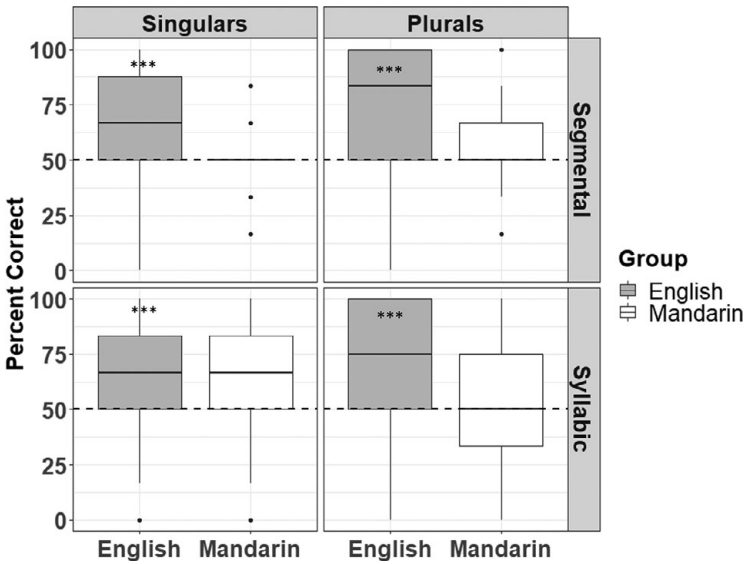 Singulars Plurals
100
***
***
75
50
25
0
Segmental
100
***
***
75
50
25
0
Syllabic
Percent Correct
English Mandarin English Mandarin
Group
English
Mandarin